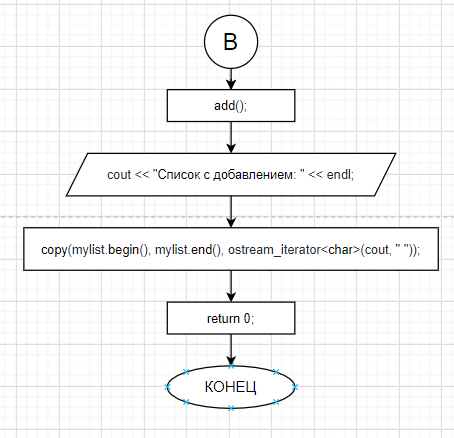 B
add();
cout << "Список с добавлением: " << endl;
copy(mylist.begin(), mylist.end(), ostream_iterator<char>(cout, " "));
return 0;
КОНЕЦ